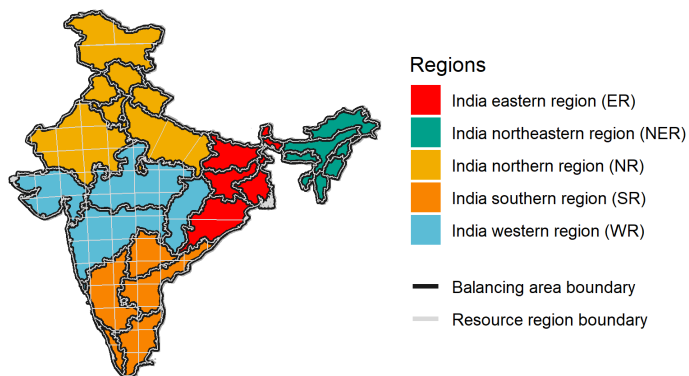 Regions
India eastern region (ER)
India northeastern region (NER)
India northern region (NR)
India southern region (SR)
India western region (WR)
Balancing area boundary
Resource region boundary